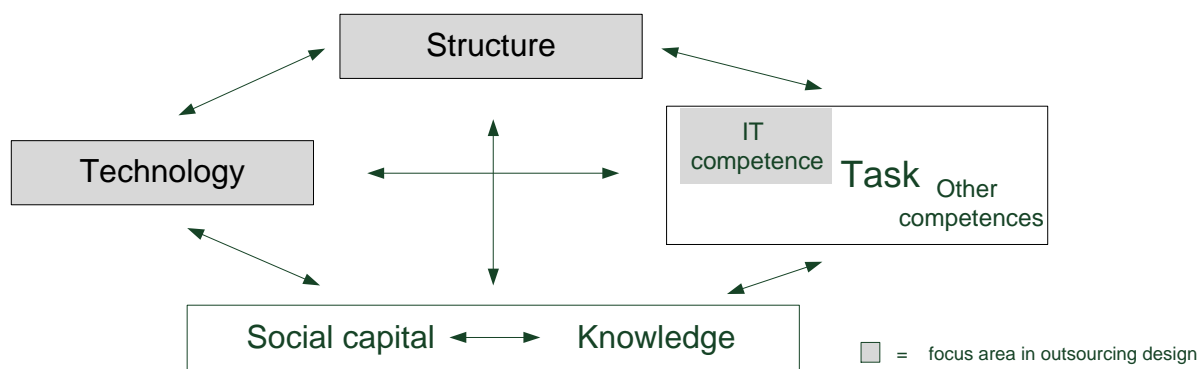 Structure
IT
competence
Technology
Task
Other
competences
Social capital
Knowledge
= focus area in outsourcing design